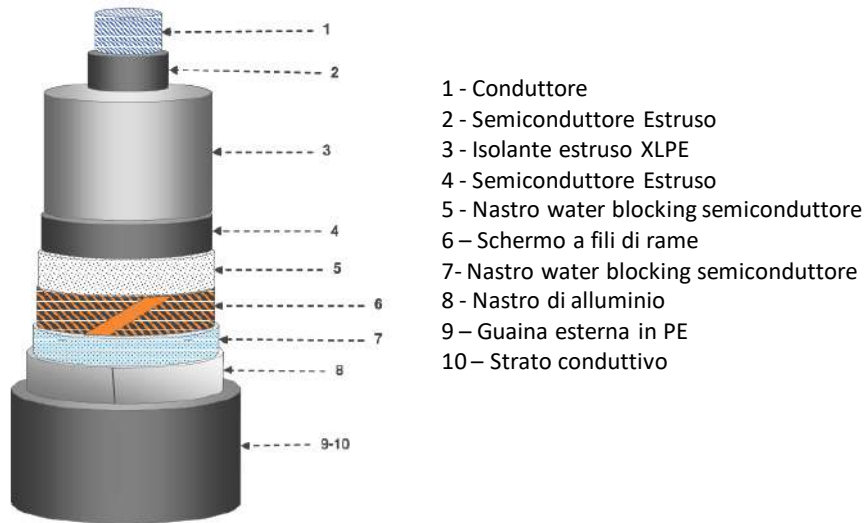 1
2
3
4
5
6
7
8
9-10
1 - Conduttore
2 - Semiconduttore Estruso
3 - Isolante estruso XLPE
4 - Semiconduttore Estruso
5 - Nastro water blocking semiconduttore
6 – Schermo a fili di rame
7- Nastro water blocking semiconduttore
8 - Nastro di alluminio
9 – Guaina esterna in PE
10 – Strato conduttivo